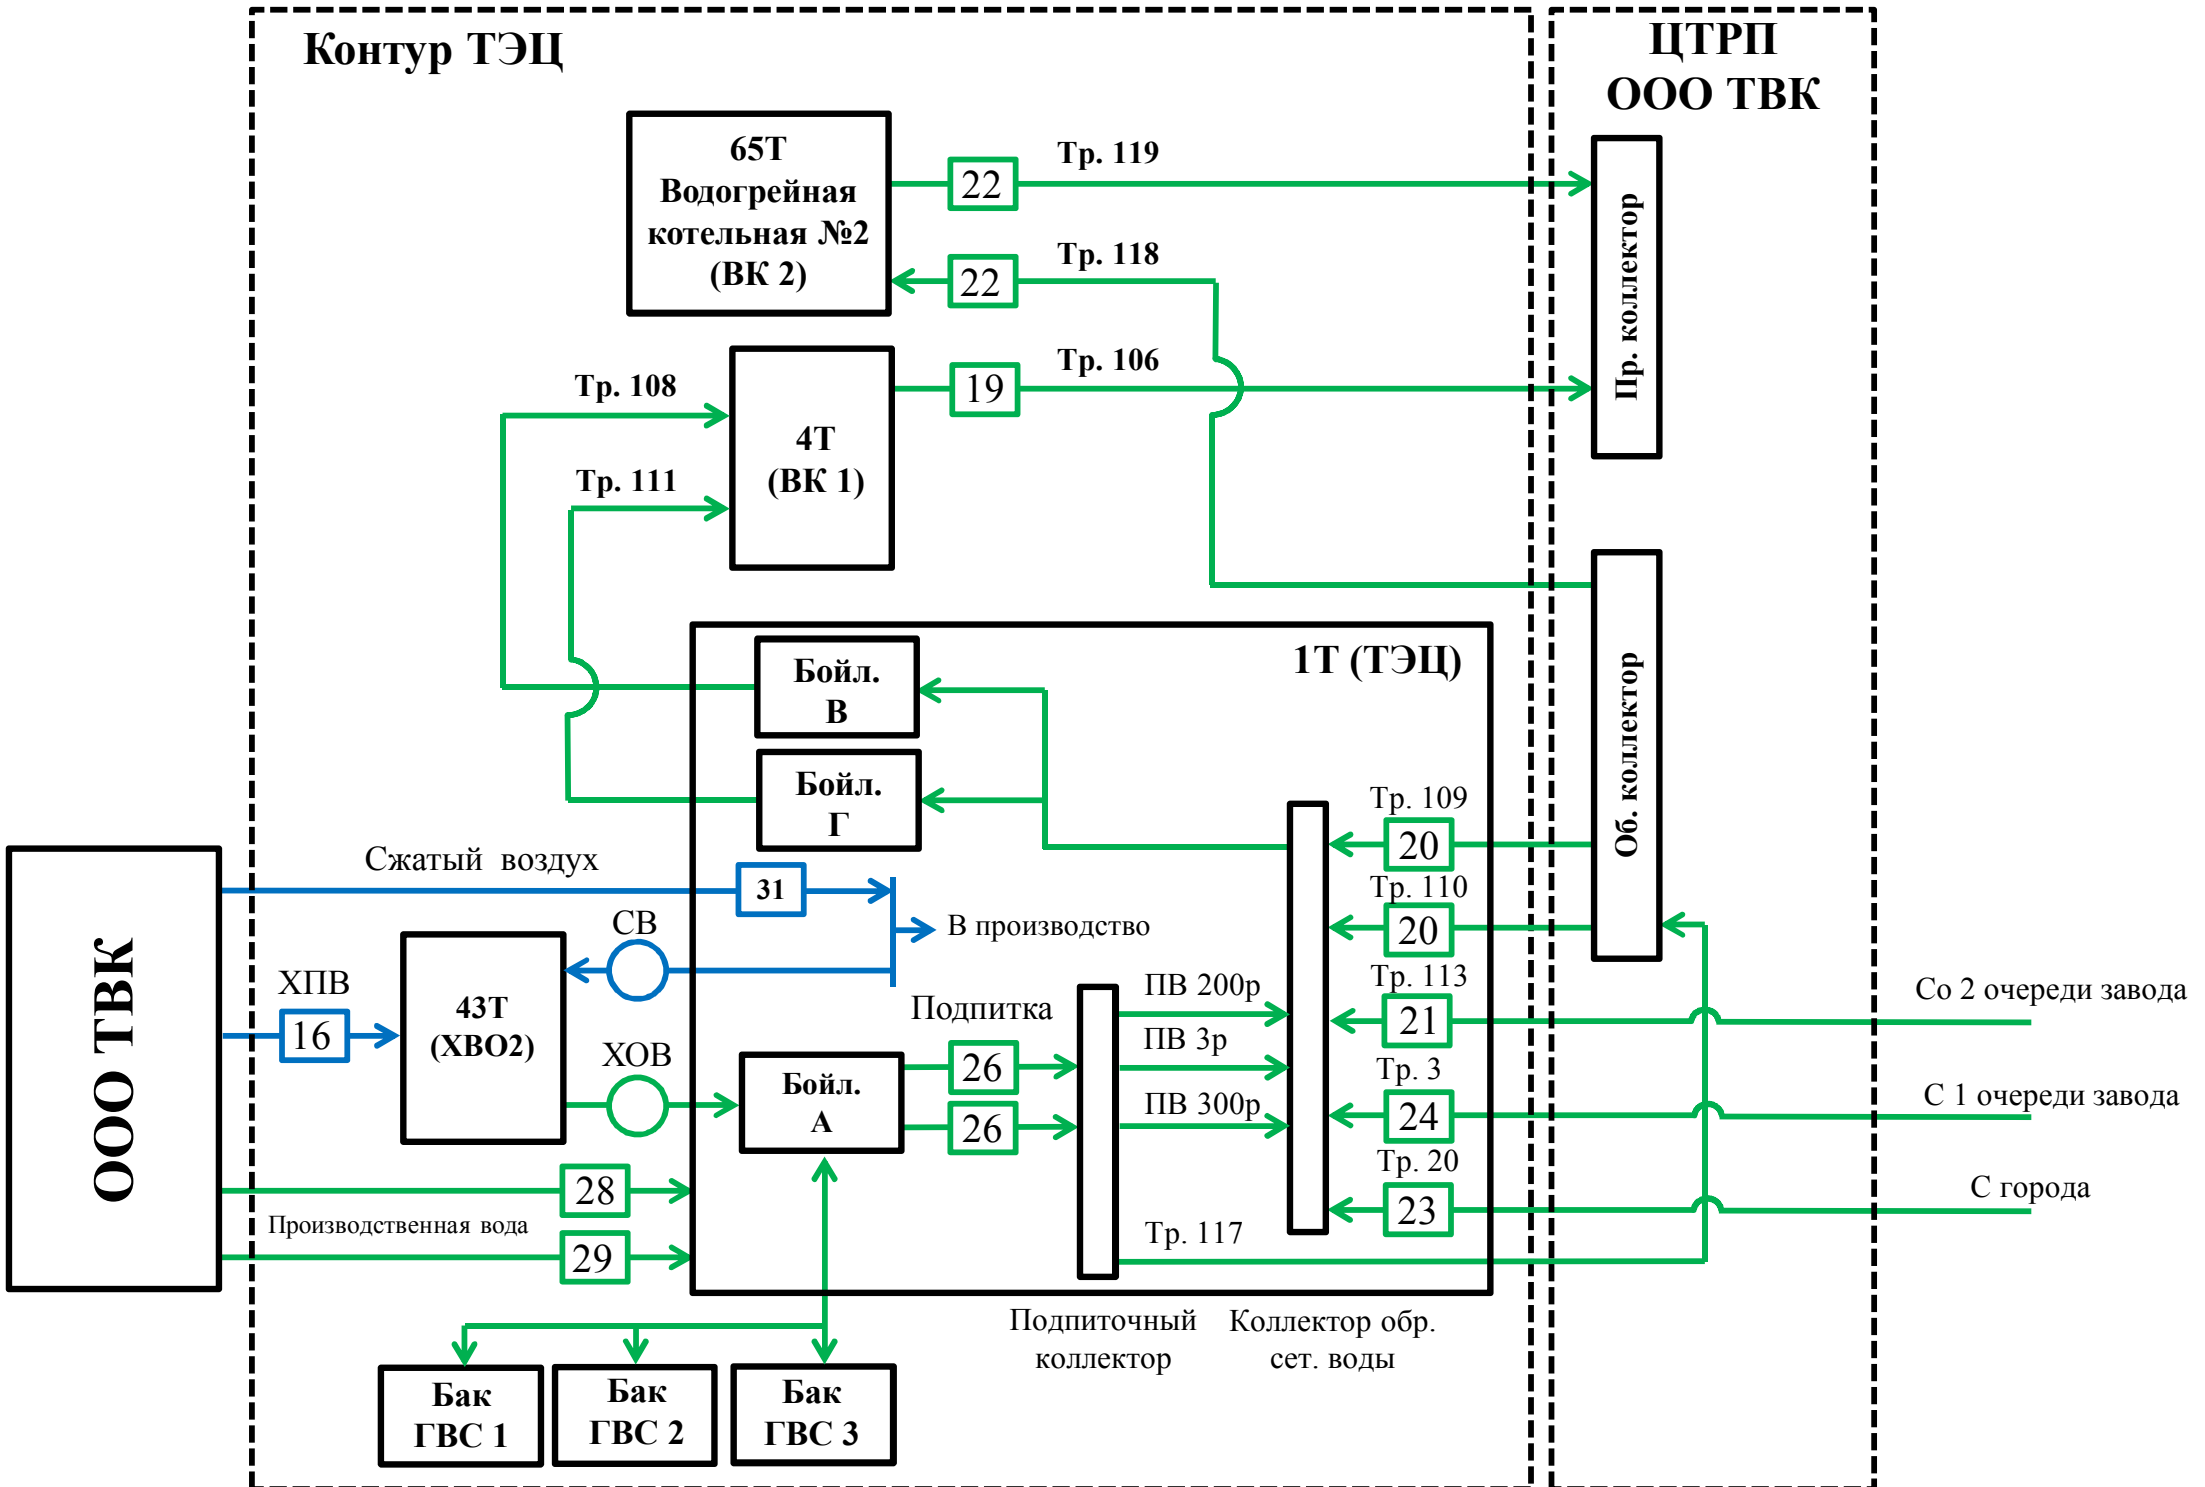 Контур ТЭЦ
ЦТРП
ООО ТВК
65Т
Водогрейная
котельная №2
(ВК 2)
22
Тр. 119
22
Тр. 118
Пр. коллектор
Тр. 108
Тр. 111
4Т
(ВК 1)
19
Тр. 106
1Т (ТЭЦ)
Бойл.
В
Бойл.
Г
Об. коллектор
Тр. 109
20
Тр. 110
20
Тр. 113
21
Тр. 3
24
Тр. 20
23
Со 2 очереди завода
С 1 очереди завода
С города
ООО ТВК
Сжатый воздух
31
В производство
СВ
ХПВ
16
43Т
(ХВО2)
ХОВ
Бойл.
А
Подпитка
26
26
ПВ 200р
ПВ 3р
ПВ 300р
Тр. 117
28
Производственная вода
29
Подпиточный
коллектор
Коллектор обр.
сет. воды
Бак
ГВС 1
Бак
ГВС 2
Бак
ГВС 3